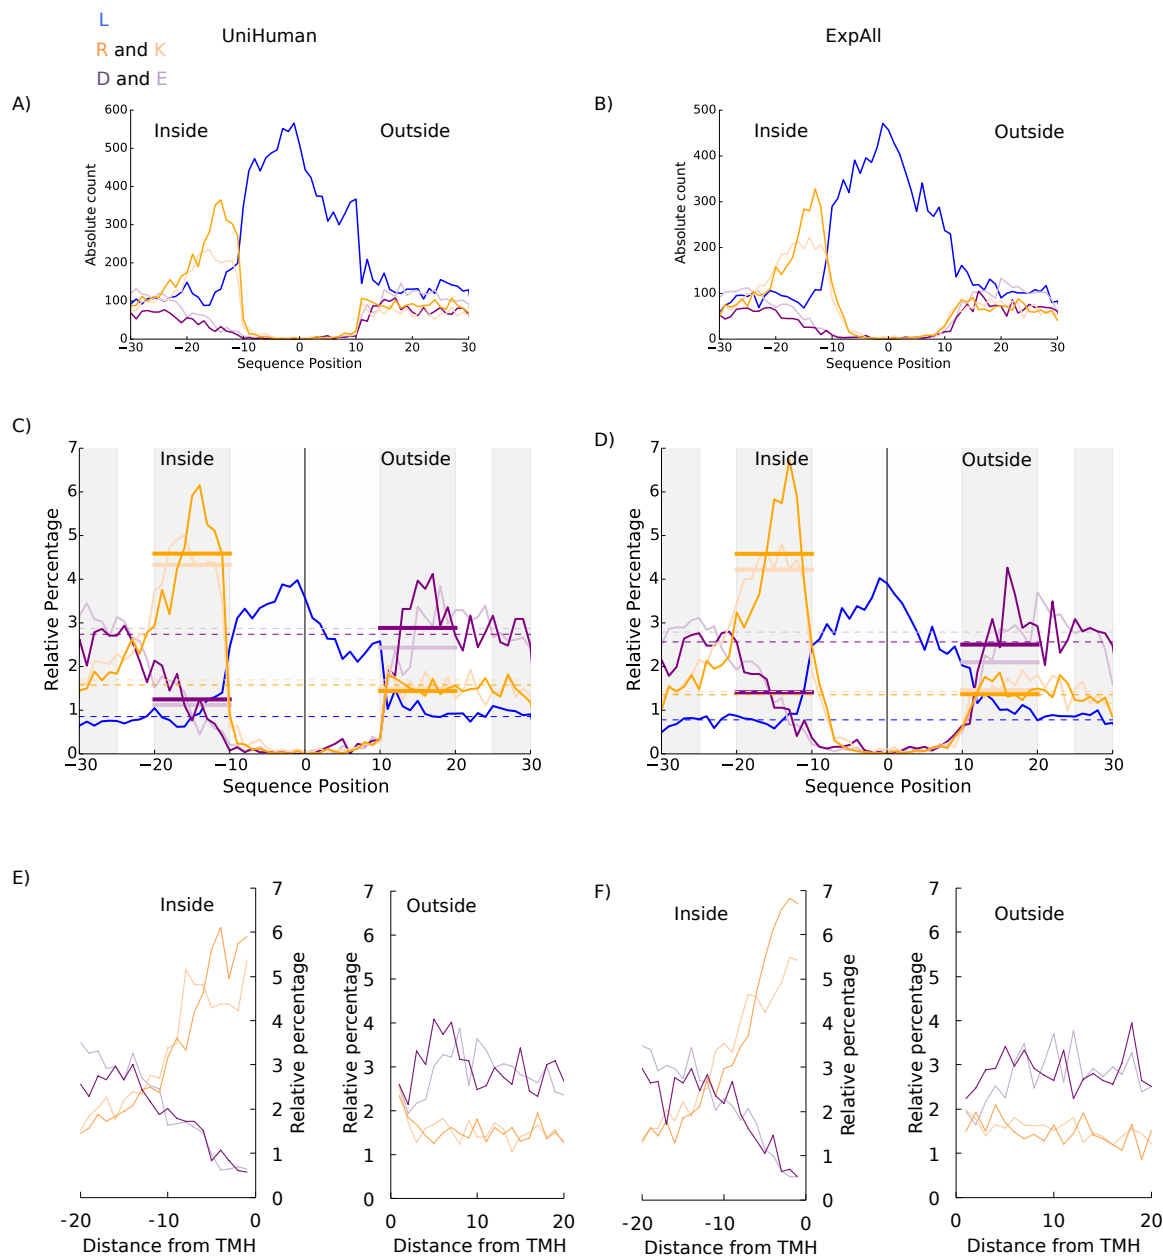 L
UniHuman
ExpAll
R and K
D and E
A)
B)
600
500
400
300
200
100
0
Absolute count
Inside
Outside
−30
−20
−10
0
10
20
30
Sequence Position
500
400
300
200
100
0
Absolute count
Inside
Outside
−30
−20
−10
0
10
20
30
Sequence Position
C)
D)
7
6
5
4
3
2
1
0
Relative Percentage
Inside
Outside
−30
−20
−10
0
10
20
30
Sequence Position
7
6
5
4
3
2
1
0
Relative Percentage
Inside
Outside
−30
−20
−10
0
10
20
30
Sequence Position
E)
F)
Inside
7
6
5
4
3
2
1
0
Relative percentage
-20
-10
0
Distance from TMH
Outside
7
6
5
4
3
2
1
0
Relative percentage
0
10
20
Distance from TMH
Inside
7
6
5
4
3
2
1
0
Relative percentage
-20
-10
0
Distance from TMH
Outside
7
6
5
4
3
2
1
0
Relative percentage
0
10
20
Distance from TMH